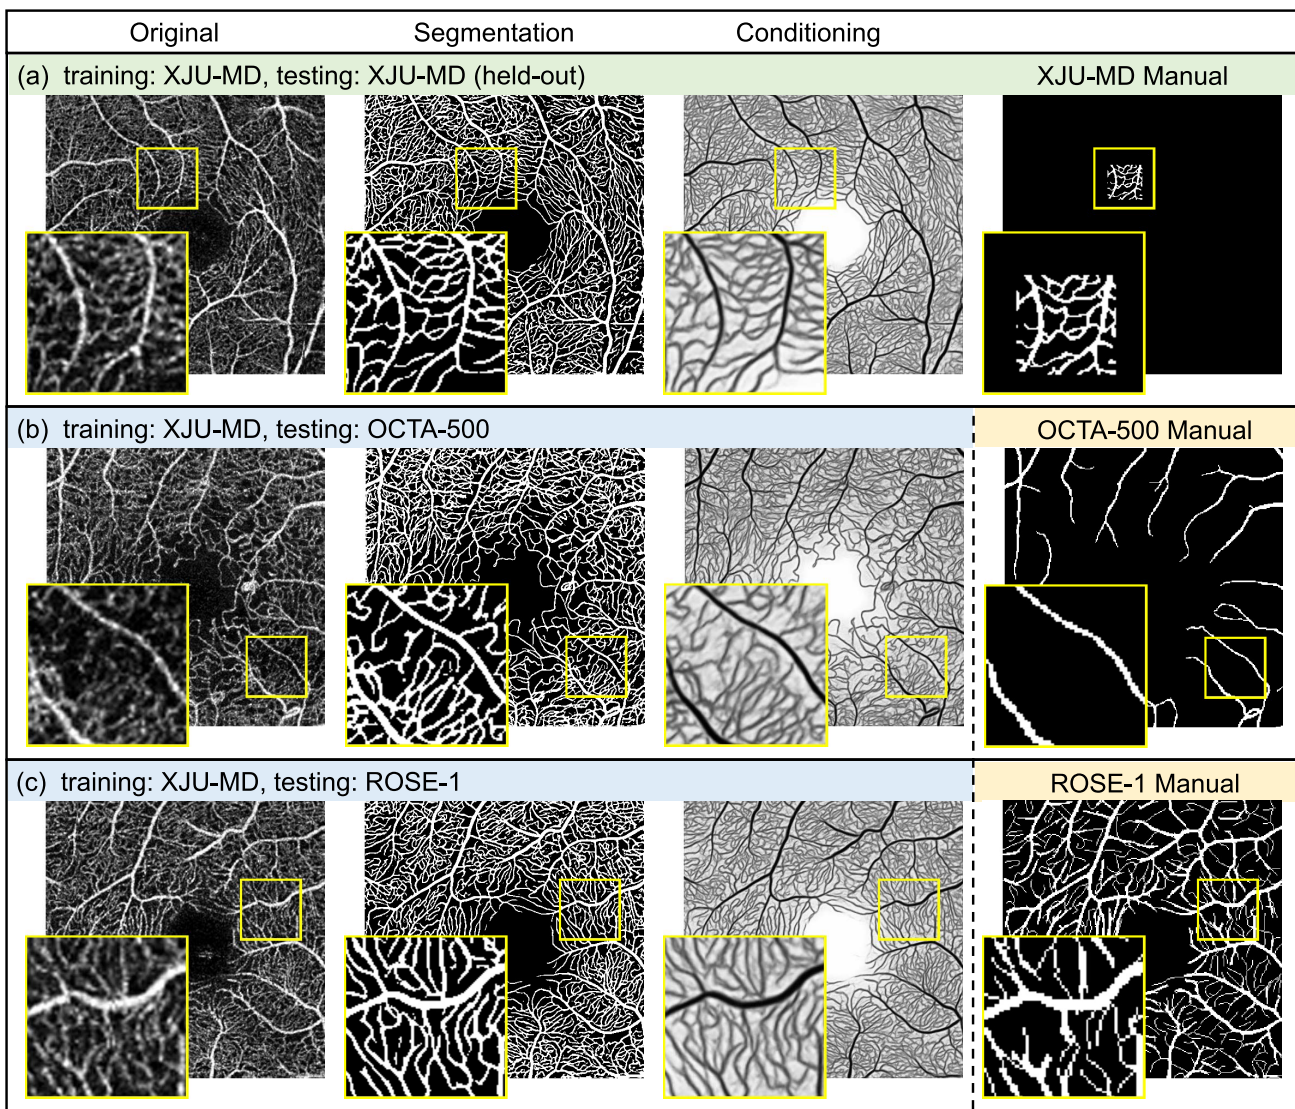 Original Segmentation Conditioning
(a) training: XJU-MD, testing: XJU-MD (held-out) XJU-MD Manual
(b) training: XJU-MD, testing: OCTA-500 OCTA-500 Manual
(c) training: XJU-MD, testing: ROSE-1 ROSE-1 Manual